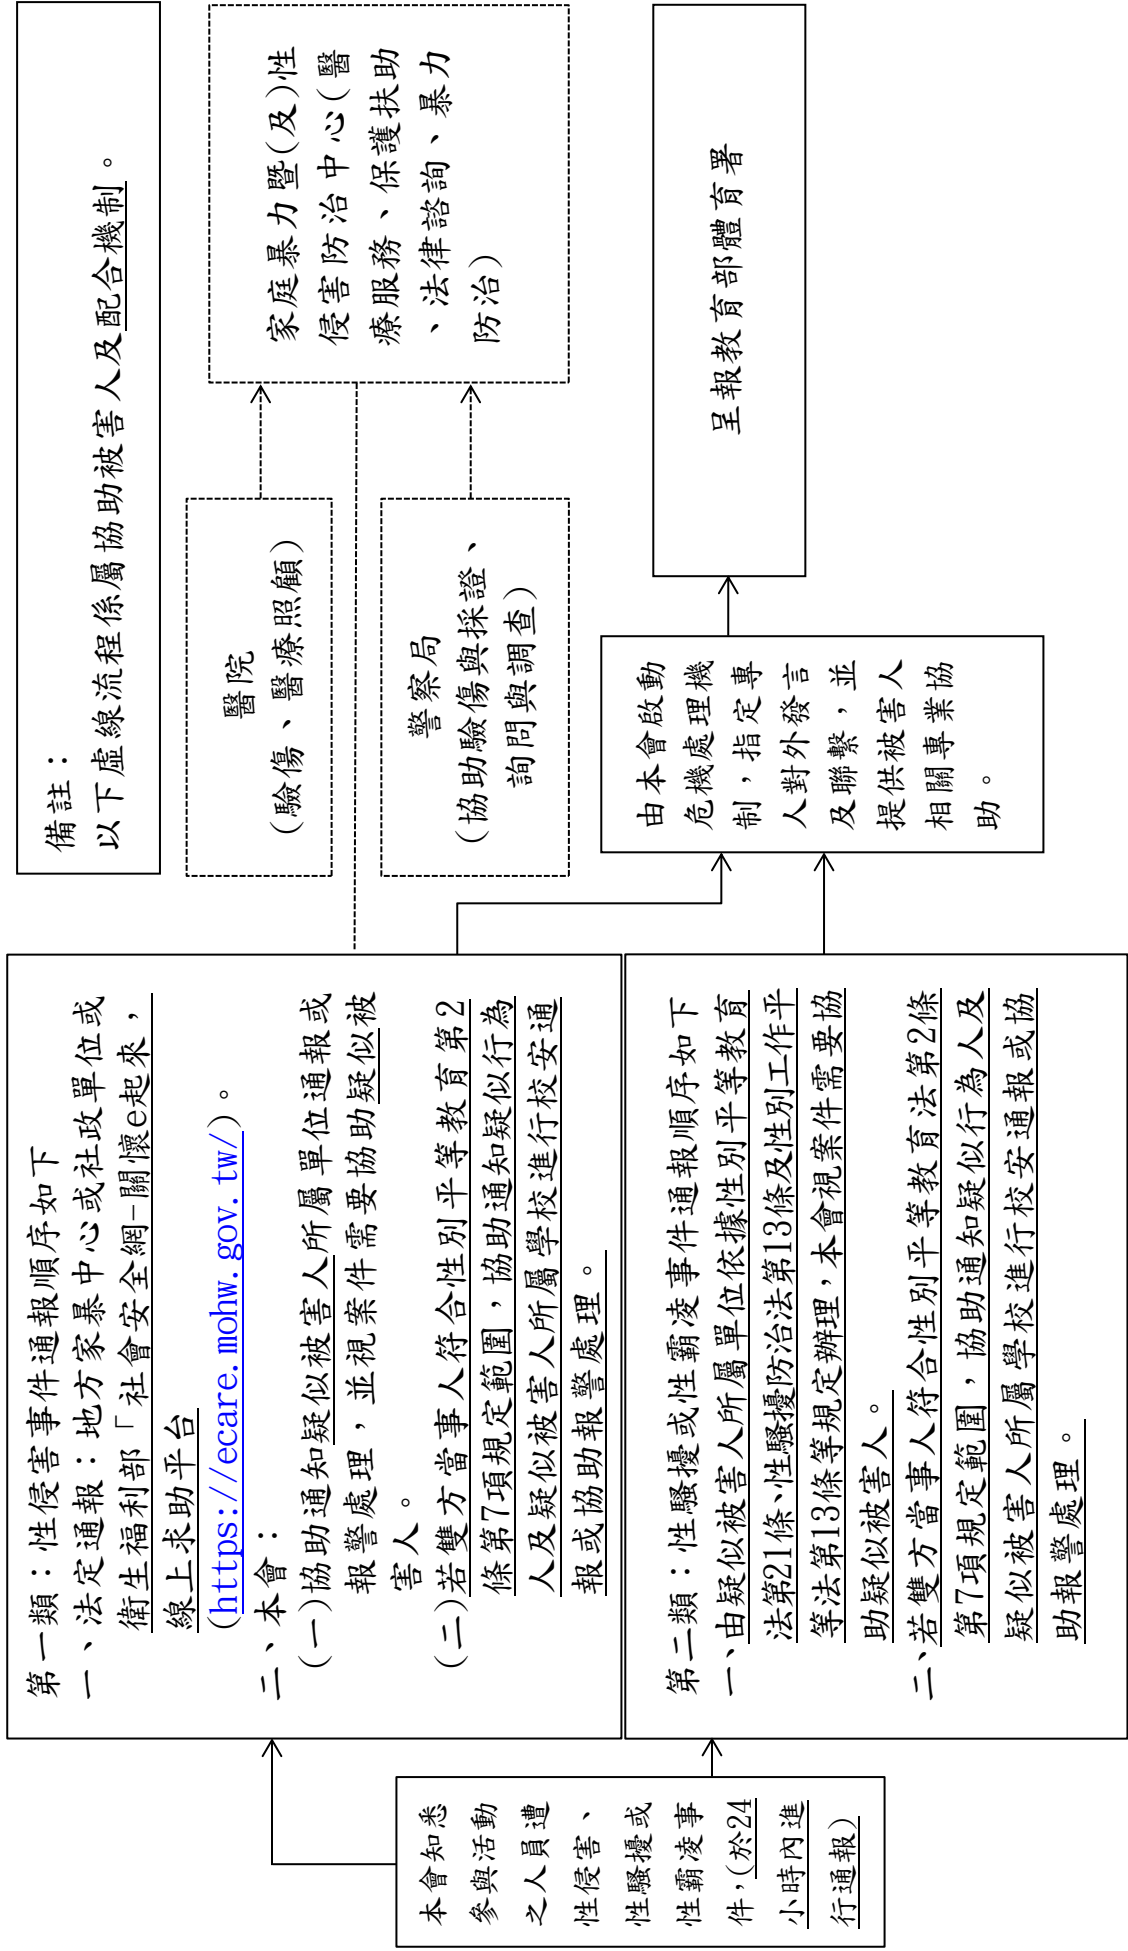 備註：
以下虛線流程係屬協助被害人及配合機制。
本會知悉
參與活動
之人員遭
性侵害、
性騷擾或
性霸凌事
件，(於24
小時內進
行通報)
第一類：性侵害事件通報順序如下
一、法定通報：地方家暴中心或社政單位或
衛生福利部「社會安全網-關懷e起來，
線上求助平台
(https://ecare.mohw.gov.tw/)。
二、本會：
(一)協助通知疑似被害人所屬單位通報或
報警處理，並視案件需要協助疑似被
害人。
(二)若雙方當事人符合性別平等教育第2
條第7項規定範圍，協助通知疑似行為
人及疑似被害人所屬學校進行校安通
報或協助報警處理。
第二類：性騷擾或性霸凌事件通報順序如下
一、由疑似被害人所屬單位依據性別平等教育
法第21條、性騷擾防治法第13條及性別工作平
等法第13條等規定辦理，本會視案件需要協
助疑似被害人。
二、若雙方當事人符合性別平等教育法第2條
第7項規定範圍，協助通知疑似行為人及
疑似被害人所屬學校進行校安通報或協
助報警處理。
醫院
(驗傷、醫療照顧)
警察局
(協助驗傷與採證、
詢問與調查)
家庭暴力暨(及)性
侵害防治中心(醫
療服務、保護扶助
、法律諮詢、暴力
防治)
由本會啟動
危機處理機
制，指定專
人對外發言
及聯繫，並
提供被害人
相關專業協
助。
呈報教育部體育署